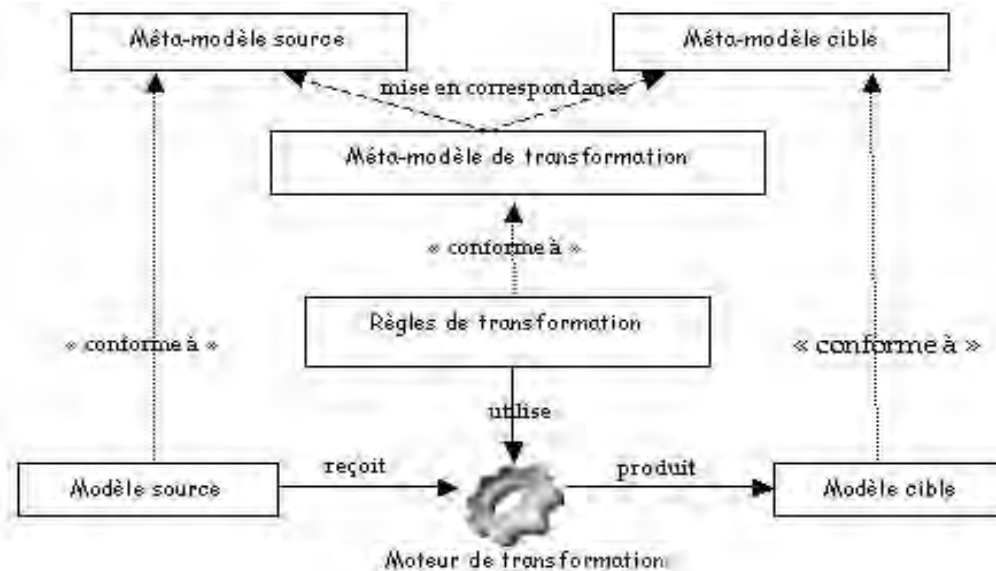 Méta-modèle source
Méta-modèle cible
mise en correspondance
Méta-modèle de transformation
« conforme à »
Règles de transformation
« conforme à »
« conforme à »
utilise
reçoit
produit
Modèle source
Modèle cible
Moteur de transformation